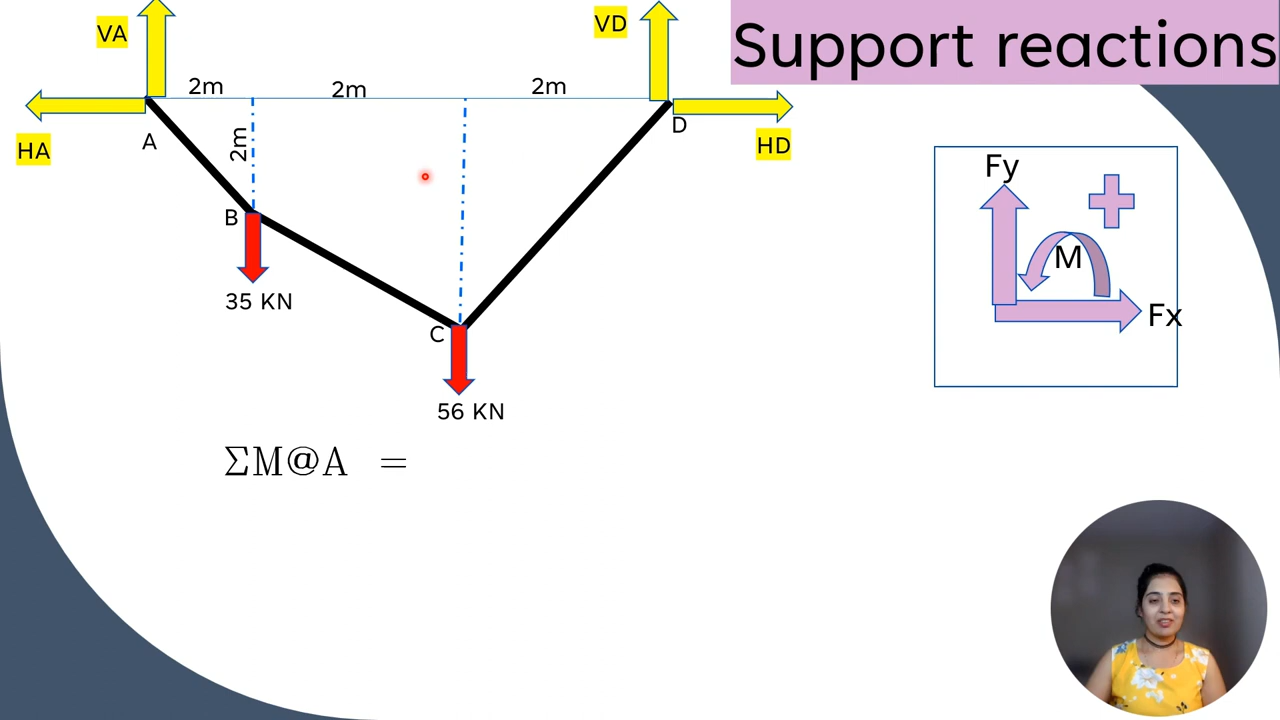 Support reactions
VA
VD
2m
2m
2m
HA
A
2m
D
HD
B
35 KN
C
56 KN
ΣM@A =
Fy
M
Fx